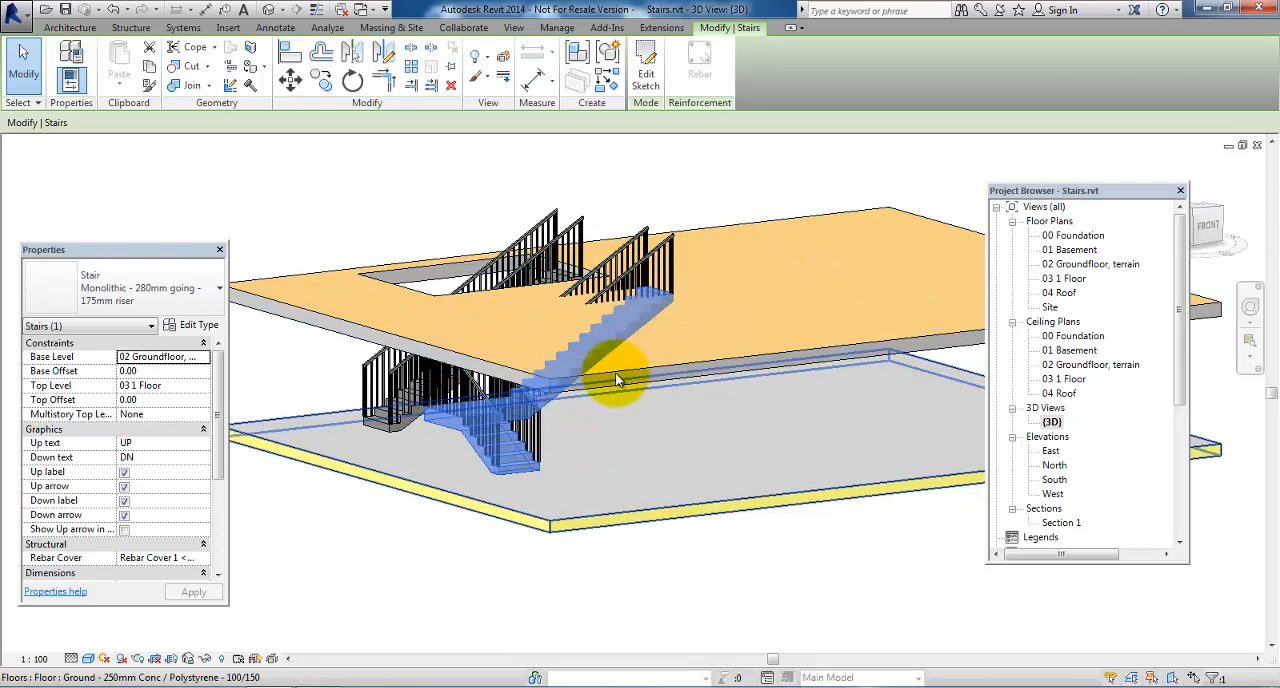 Autodesk Revit 2014 - Not For Resale Version - Stairs.rvt - 3D View: {3D}
Type a keyword or phrase
Sign In
Architecture Structure Systems Insert Annotate Analyze Massing & Site Collaborate View Manage Add-Ins Extensions Modify | Stairs
Modify
Paste
Cope
Cut
Join
Edit Sketch
Rebar
Select Properties Clipboard Geometry Modify View Measure Create Mode Reinforcement
Modify | Stairs
Properties
Stair
Monolithic - 280mm going -
175mm riser
Stairs (1)
Edit Type
Constraints
Base Level 02 Groundfloor, ...
Base Offset 0.00
Top Level 03 1 Floor
Top Offset 0.00
Multistory Top Le... None
Graphics
Up text UP
Down text DN
Up label
Up arrow
Down label
Down arrow
Show Up arrow in ...
Structural
Rebar Cover Rebar Cover 1 <...
Dimensions
Properties help
Apply
Project Browser - Stairs.rvt
Views (all)
Floor Plans
00 Foundation
01 Basement
02 Groundfloor, terrain
03 1 Floor
04 Roof
Site
Ceiling Plans
00 Foundation
01 Basement
02 Groundfloor, terrain
03 1 Floor
04 Roof
3D Views
{3D}
Elevations
East
North
South
West
Sections
Section 1
Legends
FRONT
1 : 100
Floors : Floor : Ground - 250mm Conc / Polystyrene - 100/150
:0
Main Model
:1